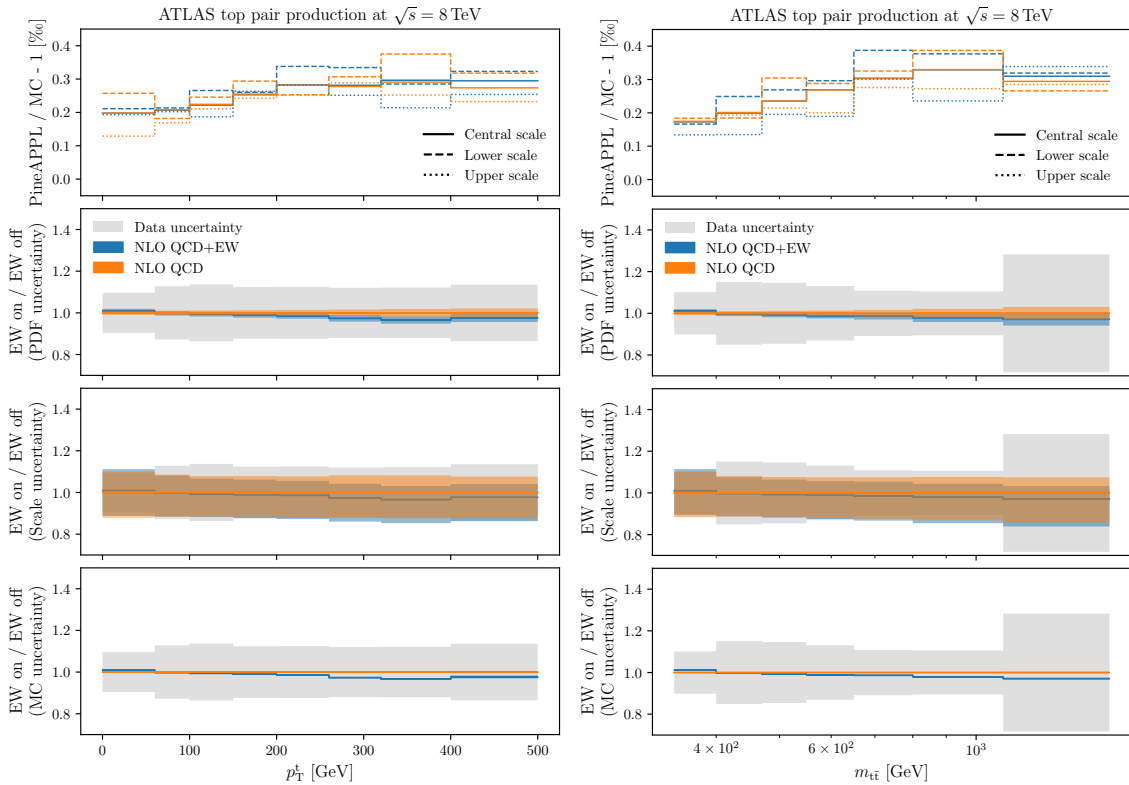 ATLAS top pair production at √s = 8 TeV
PineAPPL / MC - 1 [‰]
0.4
0.3
0.2
0.1
0.0
Central scale
Lower scale
Upper scale
EW on / EW off
(PDF uncertainty)
1.4
1.2
1.0
0.8
Data uncertainty
NLO QCD+EW
NLO QCD
EW on / EW off
(Scale uncertainty)
1.4
1.2
1.0
0.8
EW on / EW off
(MC uncertainty)
1.4
1.2
1.0
0.8
0 100 200 300 400 500
p_T^t [GeV]
ATLAS top pair production at √s = 8 TeV
PineAPPL / MC - 1 [‰]
0.4
0.3
0.2
0.1
0.0
Central scale
Lower scale
Upper scale
EW on / EW off
(PDF uncertainty)
1.4
1.2
1.0
0.8
Data uncertainty
NLO QCD+EW
NLO QCD
EW on / EW off
(Scale uncertainty)
1.4
1.2
1.0
0.8
EW on / EW off
(MC uncertainty)
1.4
1.2
1.0
0.8
4 × 10² 6 × 10² 10³
m_tt̄ [GeV]